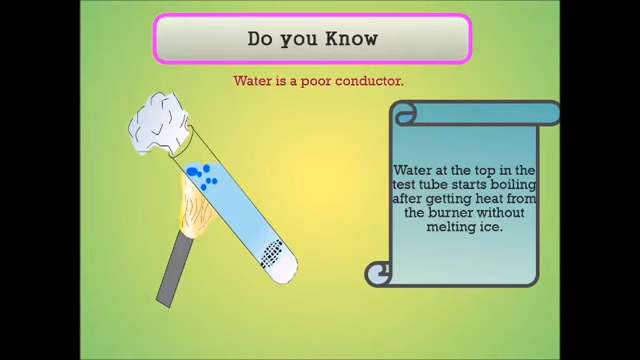 Do you Know
Water is a poor conductor.
Water at the top in the
test tube starts boiling
after getting heat from
the burner without
melting ice.